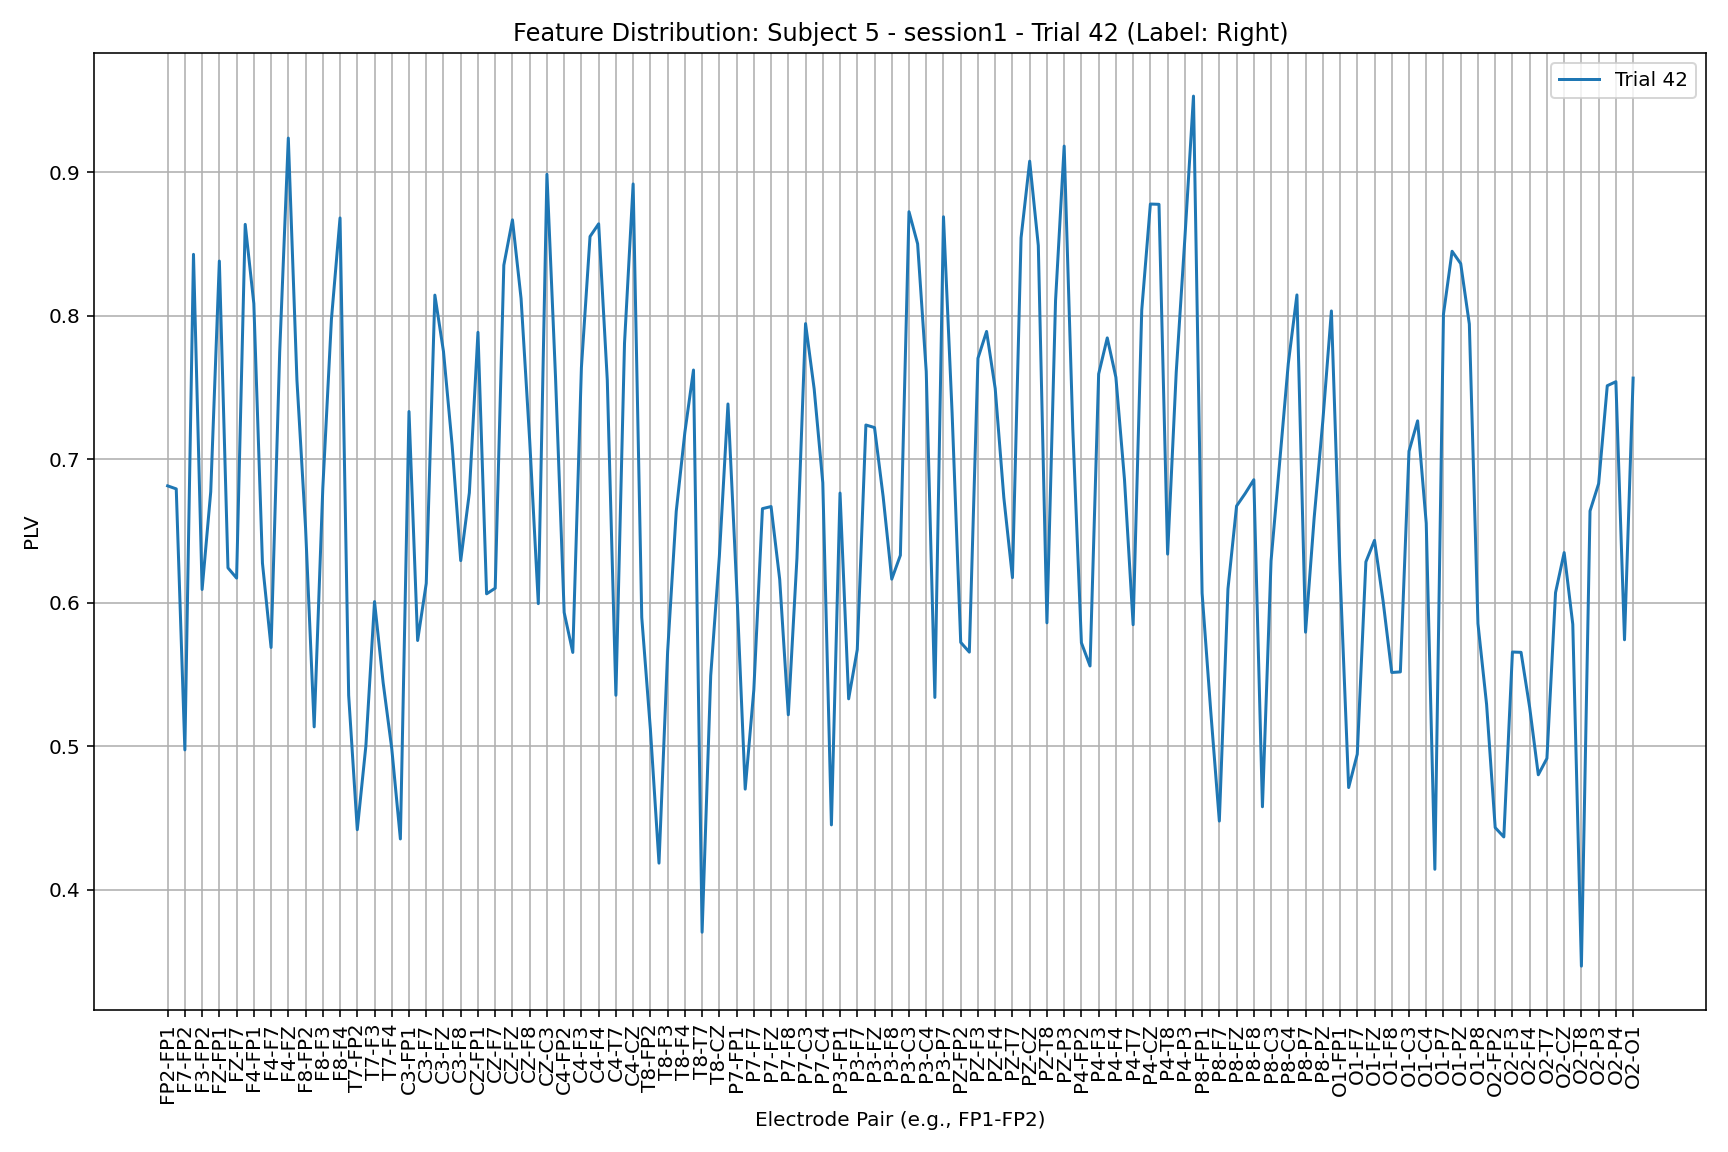 Feature Distribution: Subject 5 - session1 - Trial 42 (Label: Right)
Trial 42
PLV
0.9
0.8
0.7
0.6
0.5
0.4
FP2-FP1
F7-FP2
F3-FP2
FZ-FP1
FZ-F7
F4-FP1
F4-F7
F4-FZ
F8-FP2
F8-F3
F8-F4
T7-FP2
T7-F3
T7-F4
C3-FP1
C3-F7
C3-FZ
C3-F8
CZ-FP1
CZ-F7
CZ-FZ
CZ-F8
CZ-C3
C4-FP2
C4-F3
C4-F4
C4-T7
C4-CZ
T8-FP2
T8-F3
T8-F4
T8-T7
T8-CZ
P7-FP1
P7-F7
P7-FZ
P7-F8
P7-C3
P7-C4
P3-FP1
P3-F7
P3-FZ
P3-F8
P3-C3
P3-C4
P3-P7
PZ-FP2
PZ-F3
PZ-F4
PZ-T7
PZ-CZ
PZ-T8
PZ-P3
P4-FP2
P4-F3
P4-F4
P4-T7
P4-CZ
P4-T8
P4-P3
P8-FP1
P8-F7
P8-FZ
P8-F8
P8-C3
P8-C4
P8-P7
P8-PZ
O1-FP1
O1-F7
O1-FZ
O1-F8
O1-C3
O1-C4
O1-P7
O1-PZ
O1-P8
O2-FP2
O2-F3
O2-F4
O2-T7
O2-CZ
O2-T8
O2-P3
O2-P4
O2-O1
Electrode Pair (e.g., FP1-FP2)